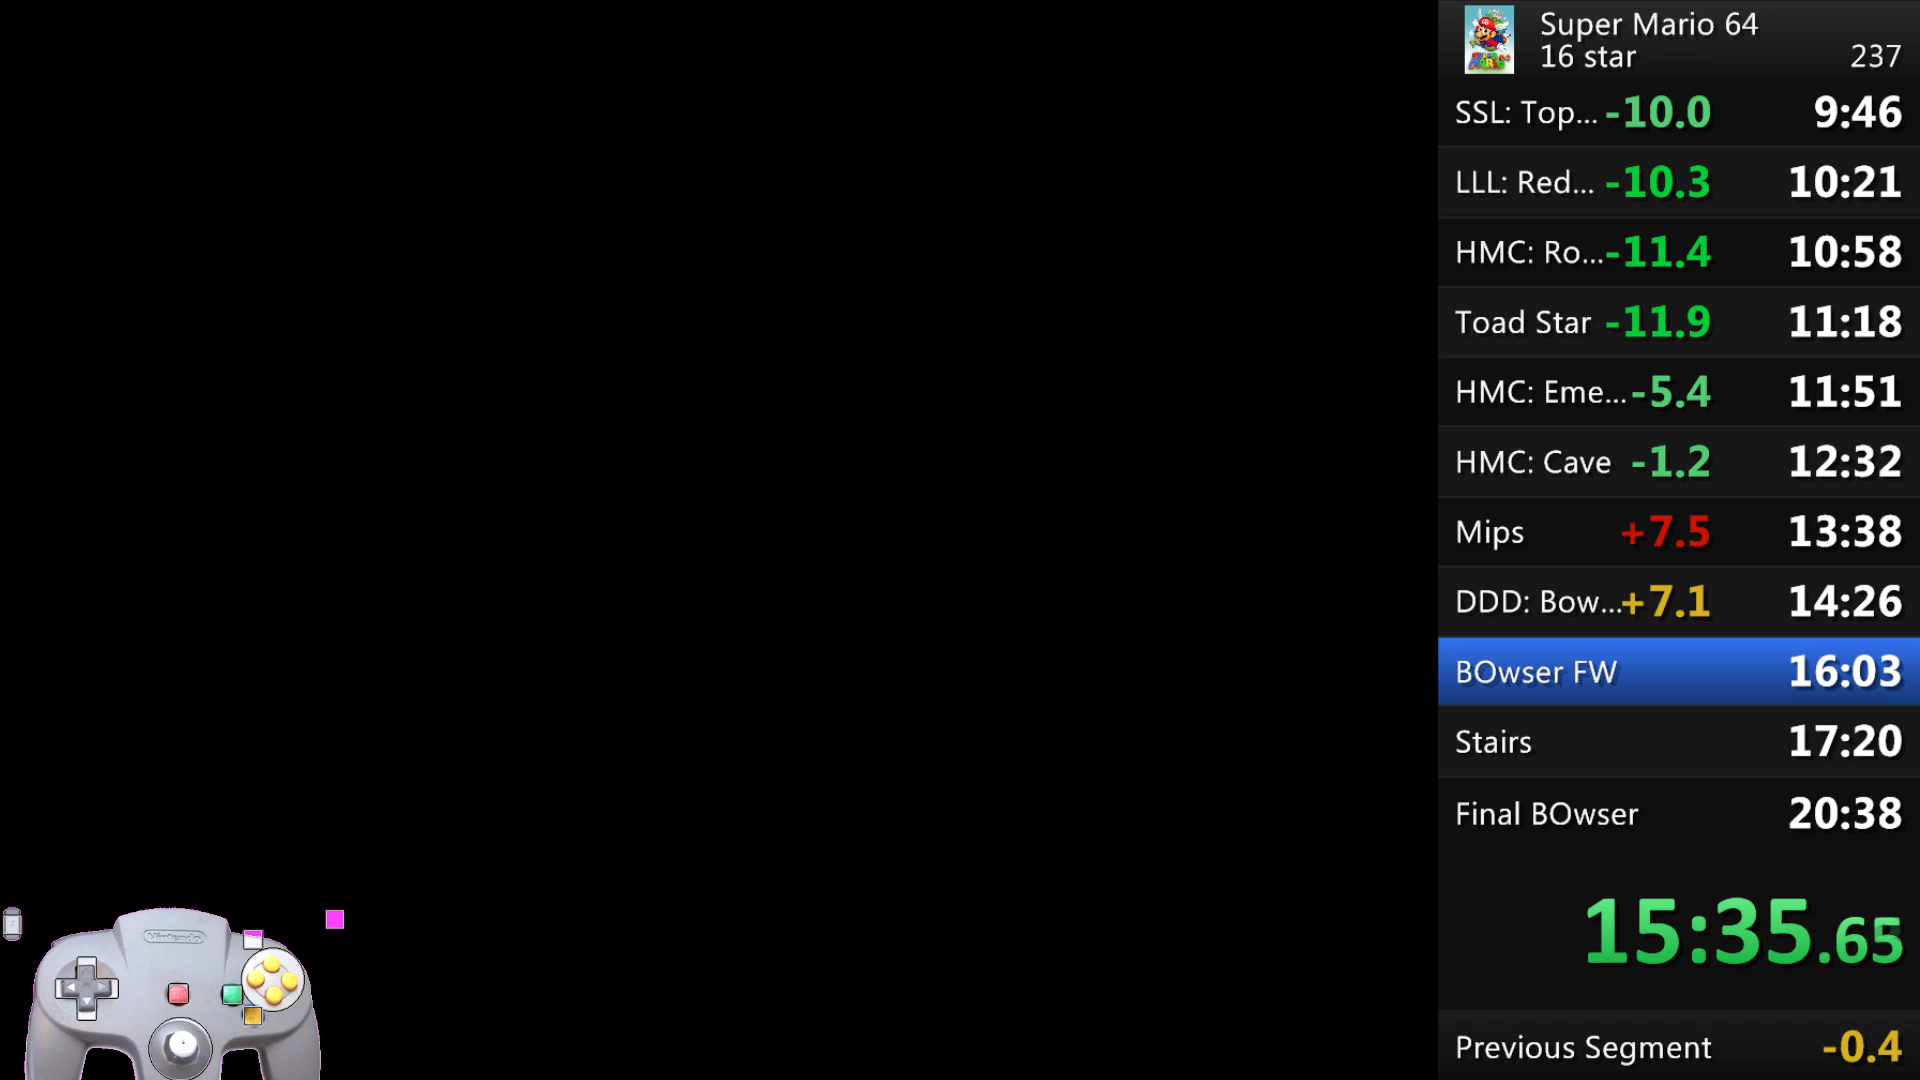 Super Mario 64
16 star 237
SSL: Top... -10.0 9:46
LLL: Red... -10.3 10:21
HMC: Ro... -11.4 10:58
Toad Star -11.9 11:18
HMC: Eme... -5.4 11:51
HMC: Cave -1.2 12:32
Mips +7.5 13:38
DDD: Bow... +7.1 14:26
BOwser FW 16:03
Stairs 17:20
Final BOwser 20:38
15:35.65
Nintendo
Previous Segment -0.4